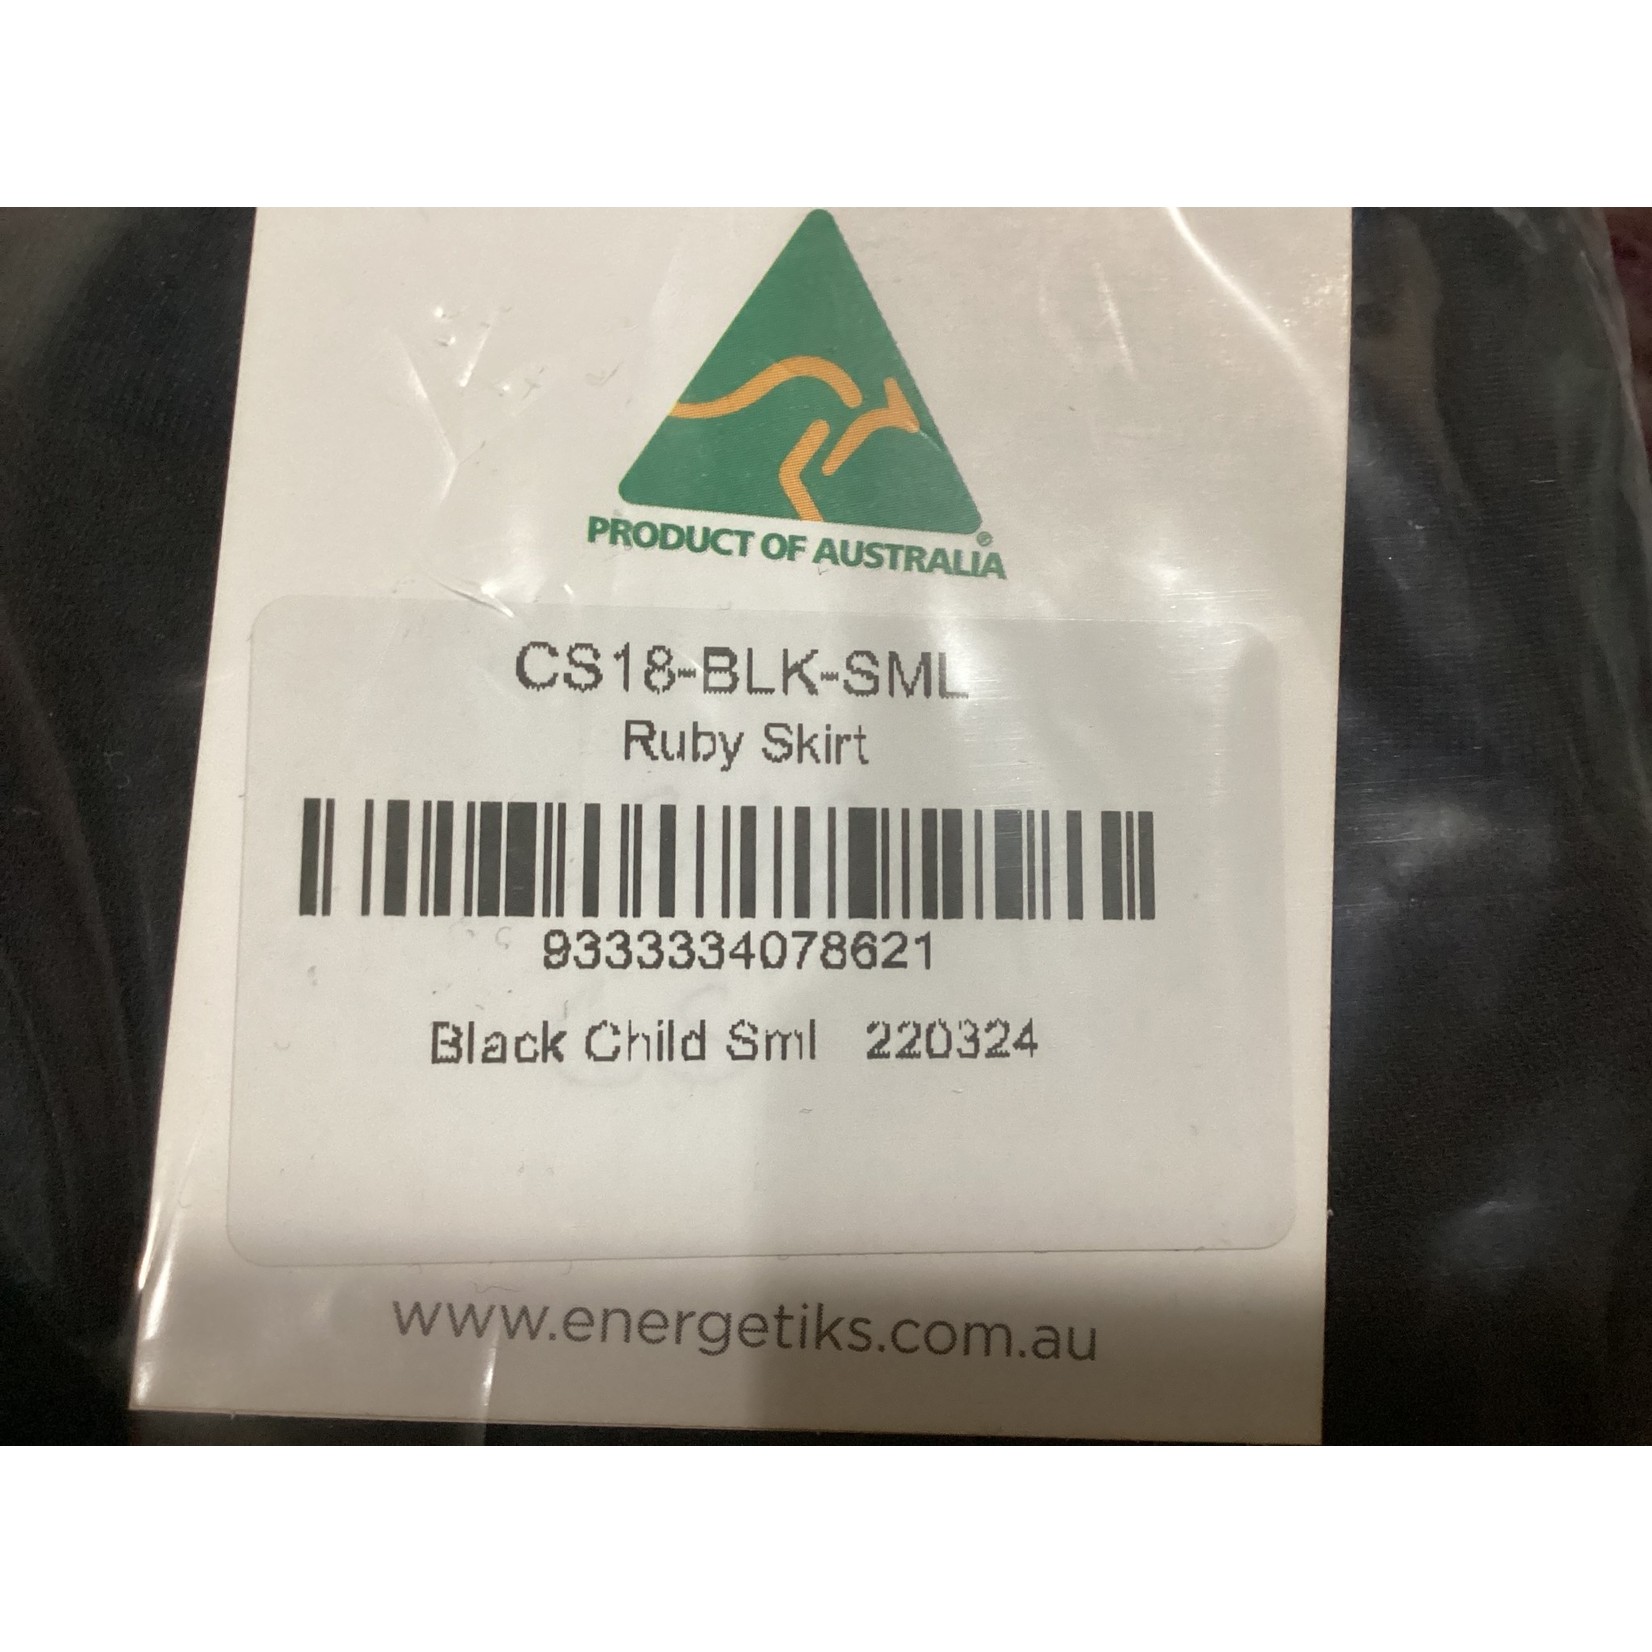 PRODUCT OF AUSTRALIA
CS18-BLK-SML
Ruby Skirt
9333334078621
Black Child Sml 220324
www.energetiks.com.au